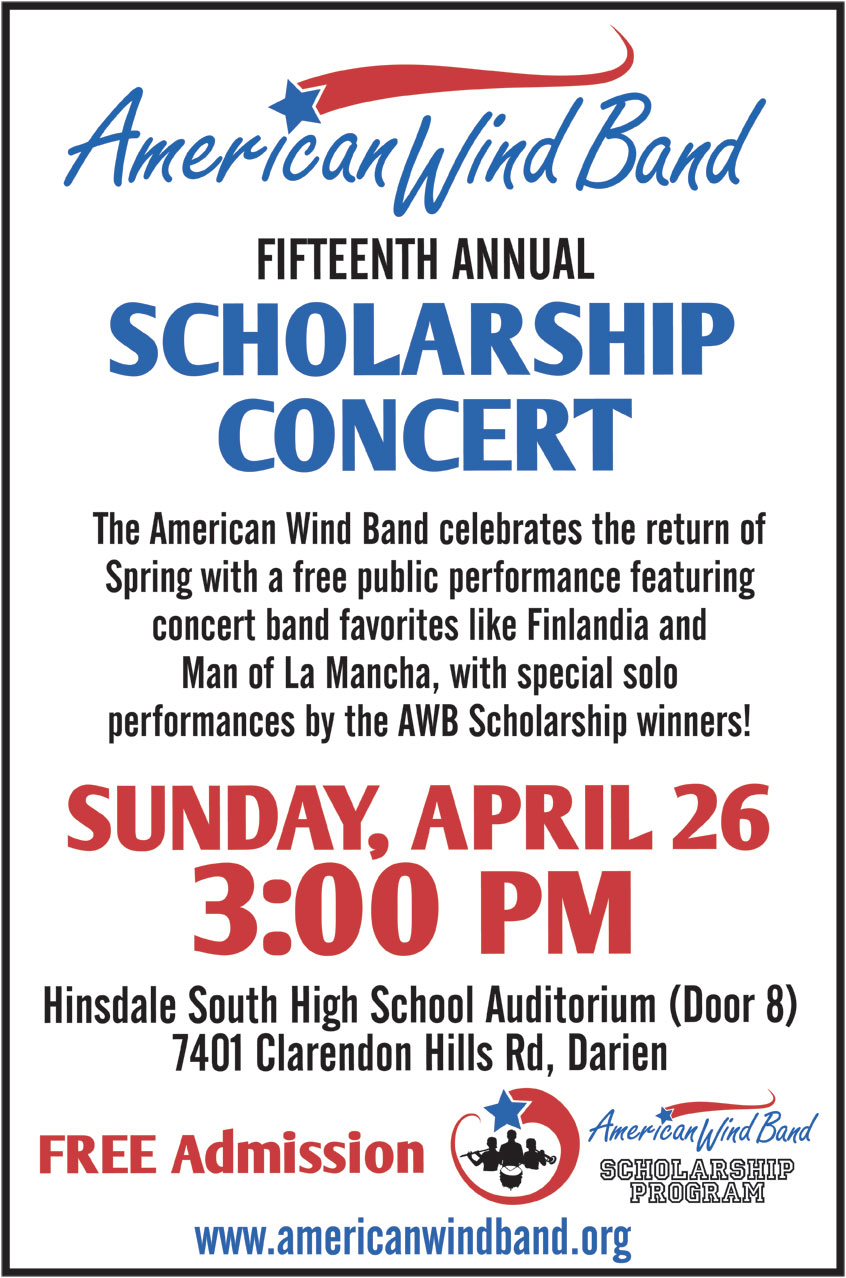 American Wind Band
FIFTEENTH ANNUAL
SCHOLARSHIP
CONCERT
The American Wind Band celebrates the return of
Spring with a free public performance featuring
concert band favorites like Finlandia and
Man of La Mancha, with special solo
performances by the AWB Scholarship winners!
SUNDAY, APRIL 26
3:00 PM
Hinsdale South High School Auditorium (Door 8)
7401 Clarendon Hills Rd, Darien
FREE Admission
American Wind Band
SCHOLARSHIP
PROGRAM
www.americanwindband.org